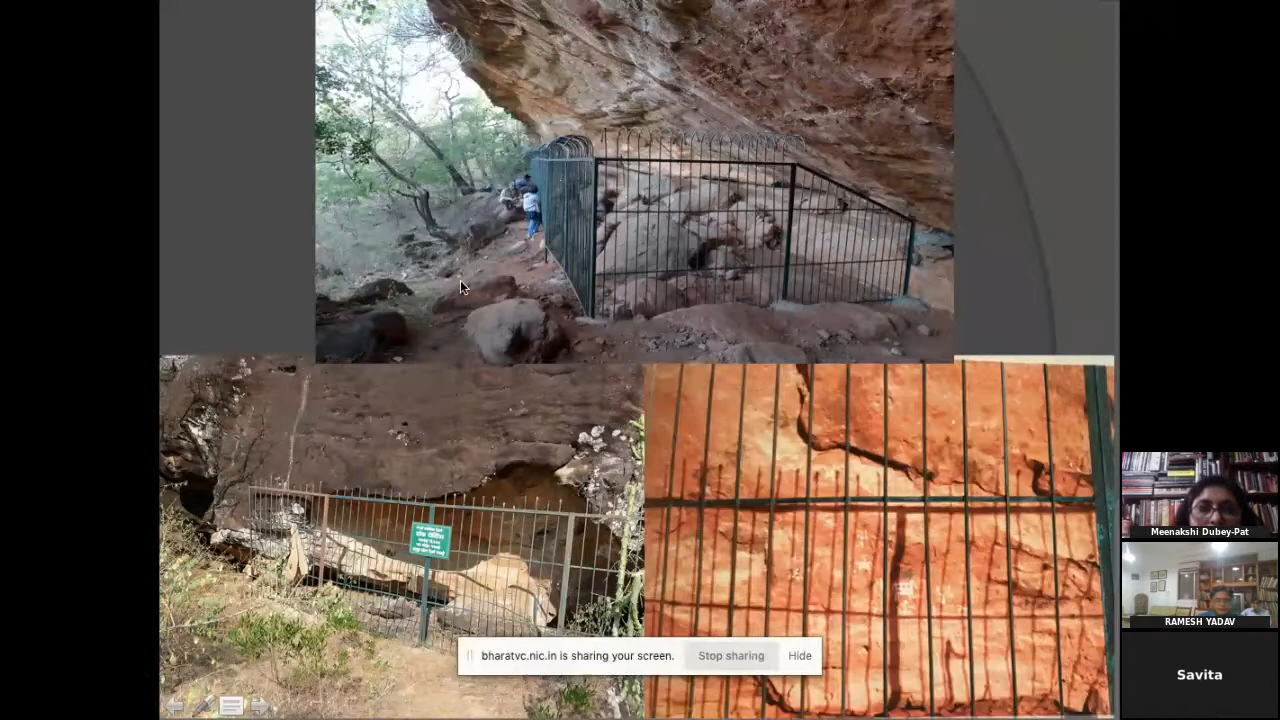 bharatvc.nic.in is sharing your screen.
Stop sharing
Hide
Meenakshi Dubey-Pat
RAMESH YADAV
Savita